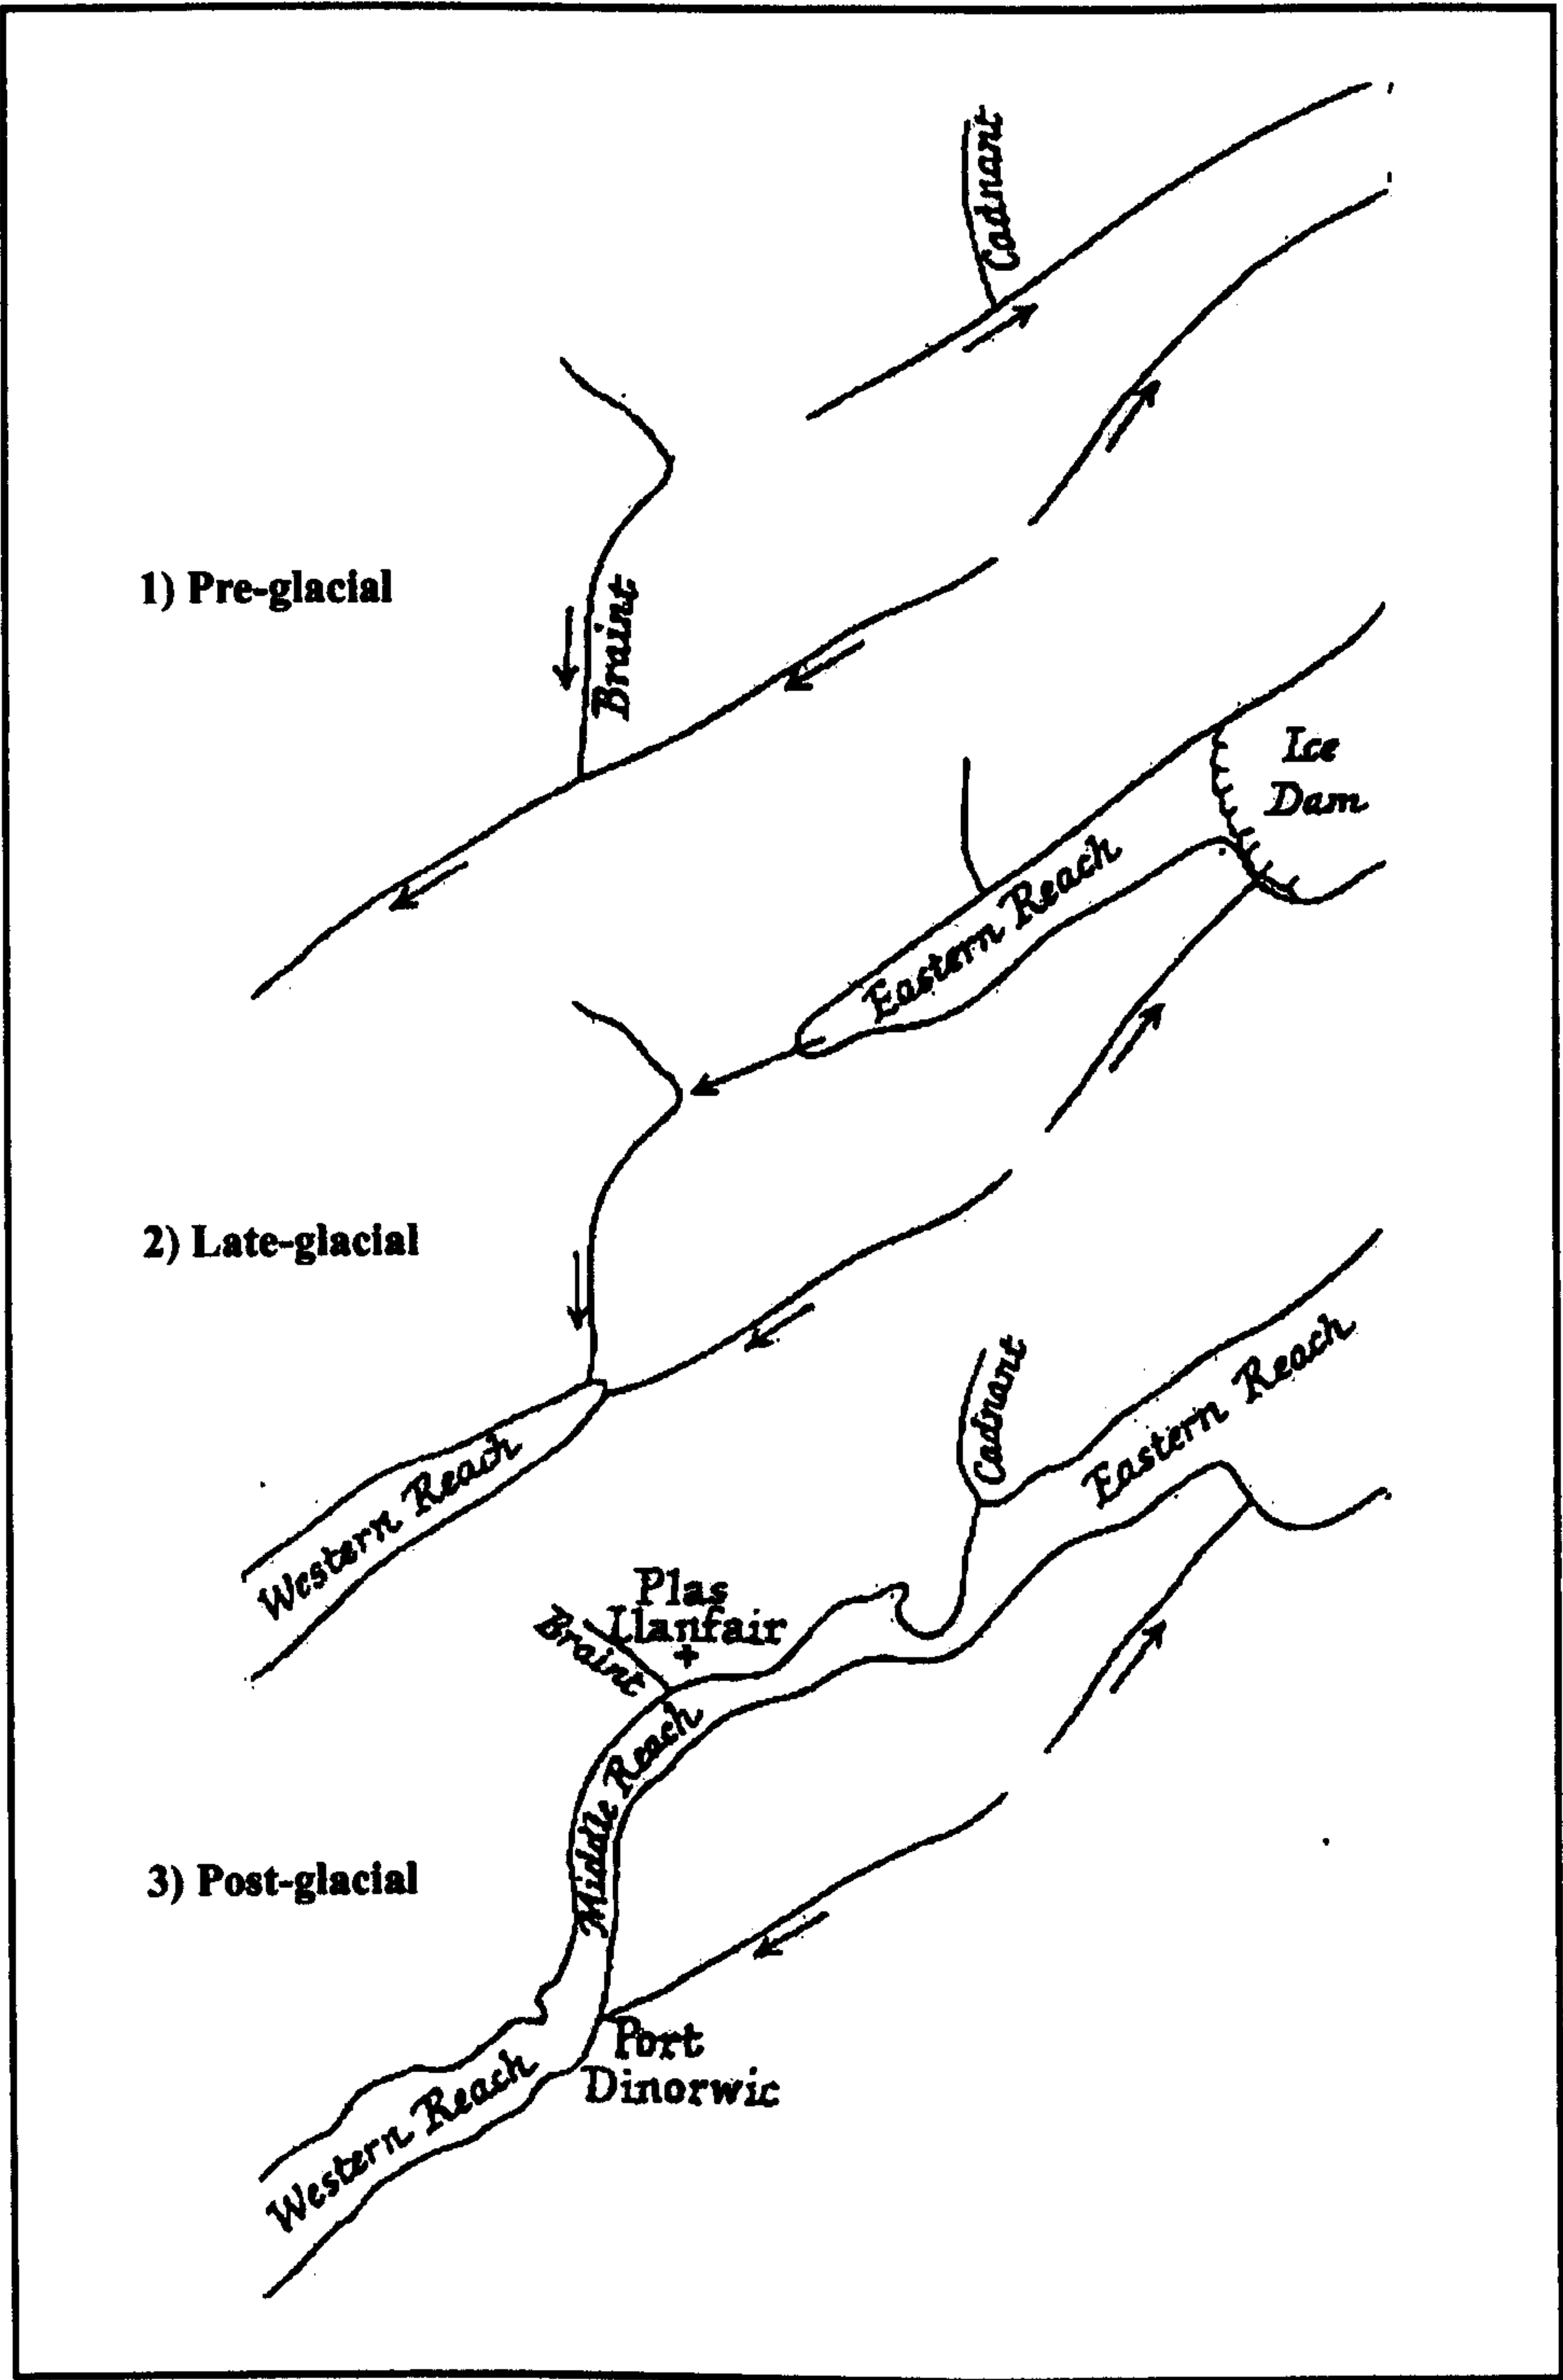 Cadnant
1) Pre-glacial
Braint
Ice
Dam
Eastern Reach
2) Late-glacial
Western Reach
Cadnant
Eastern Reach
Plas
Llanfair
+
Braint
Middle Reach
3) Post-glacial
Port
Dinorwic
Western Reach